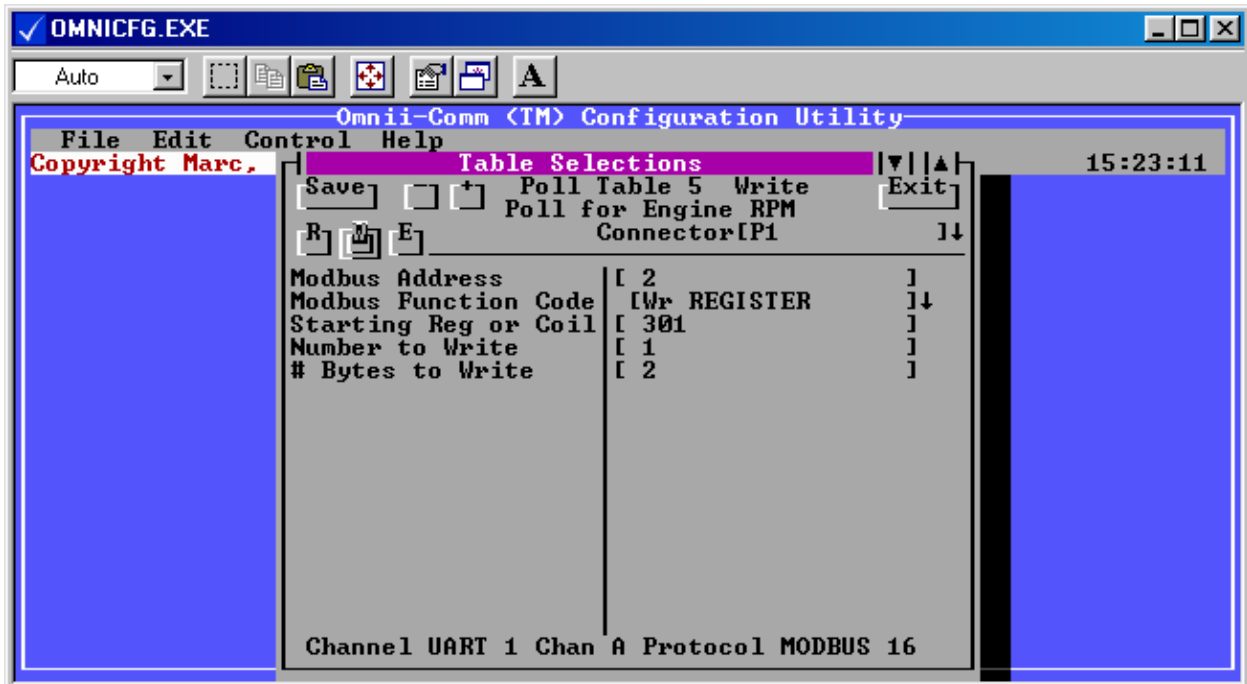 OMNICFG.EXE
Auto A
Omnii-Comm (TM) Configuration Utility
File Edit Control Help
Copyright Marc, 15:23:11
Table Selections
Save - + Poll Table 5 Write Exit
Poll for Engine RPM
R W E Connector[P1 ]↓
Modbus Address [ 2 ]
Modbus Function Code [Wr REGISTER ]↓
Starting Reg or Coil [ 301 ]
Number to Write [ 1 ]
# Bytes to Write [ 2 ]
Channel UART 1 Chan A Protocol MODBUS 16